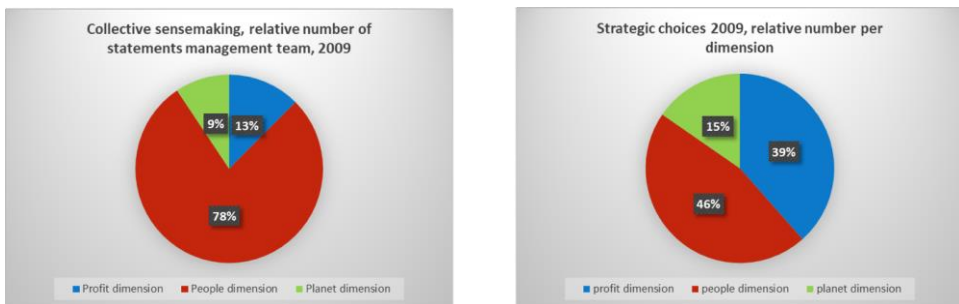 Collective sensemaking, relative number of
statements management team, 2009
9%
13%
78%
Profit dimension
People dimension
Planet dimension
Strategic choices 2009, relative number per
dimension
15%
39%
46%
profit dimension
people dimension
planet dimension